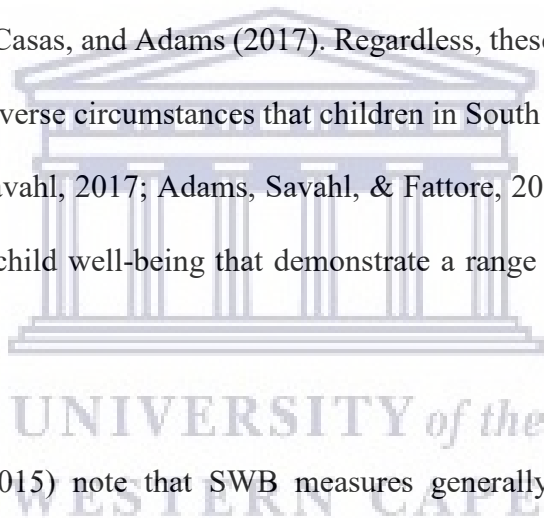 Casas, and Adams (2017). Regardless, these
verse circumstances that children in South
avahl, 2017; Adams, Savahl, & Fattore, 20
child well-being that demonstrate a range
UNIVERSITY of the
015) note that SWB measures generally
WESTERN CAPE